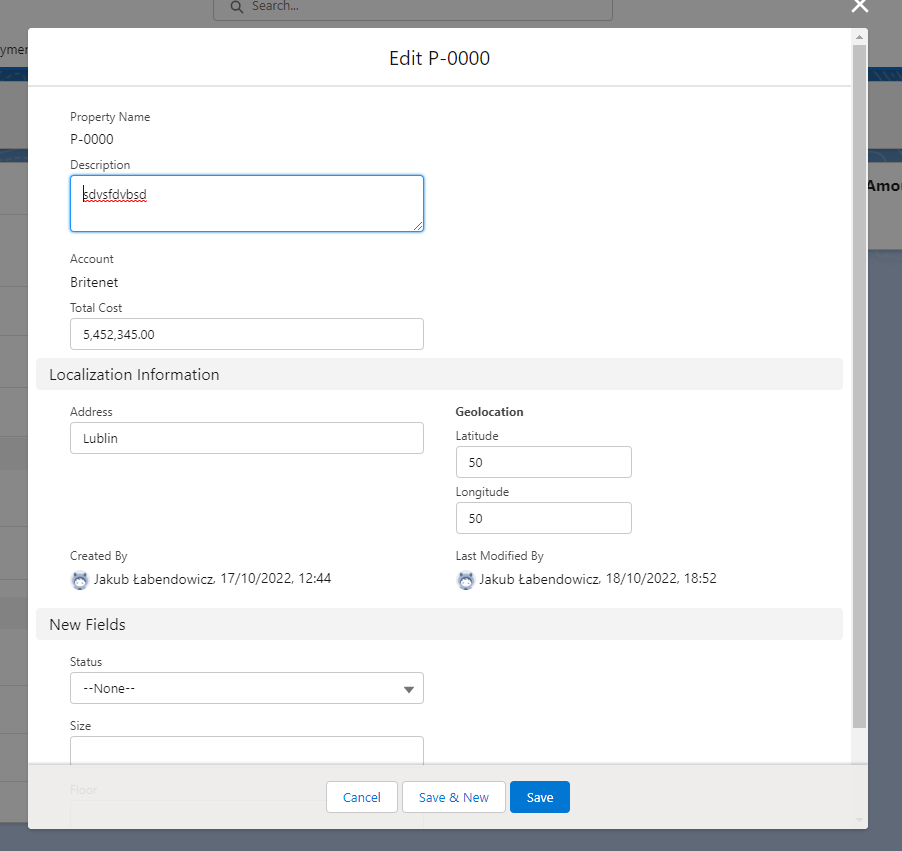 Search...
Edit P-0000
Property Name
P-0000
Description
sdvsfdvbsd
Account
Britenet
Total Cost
5,452,345.00
Localization Information
Address
Geolocation
Lublin
Latitude
50
Longitude
50
Created By
Last Modified By
Jakub Łabendowicz, 17/10/2022, 12:44
Jakub Łabendowicz, 18/10/2022, 18:52
New Fields
Status
--None--
Size
Floor
Cancel
Save & New
Save